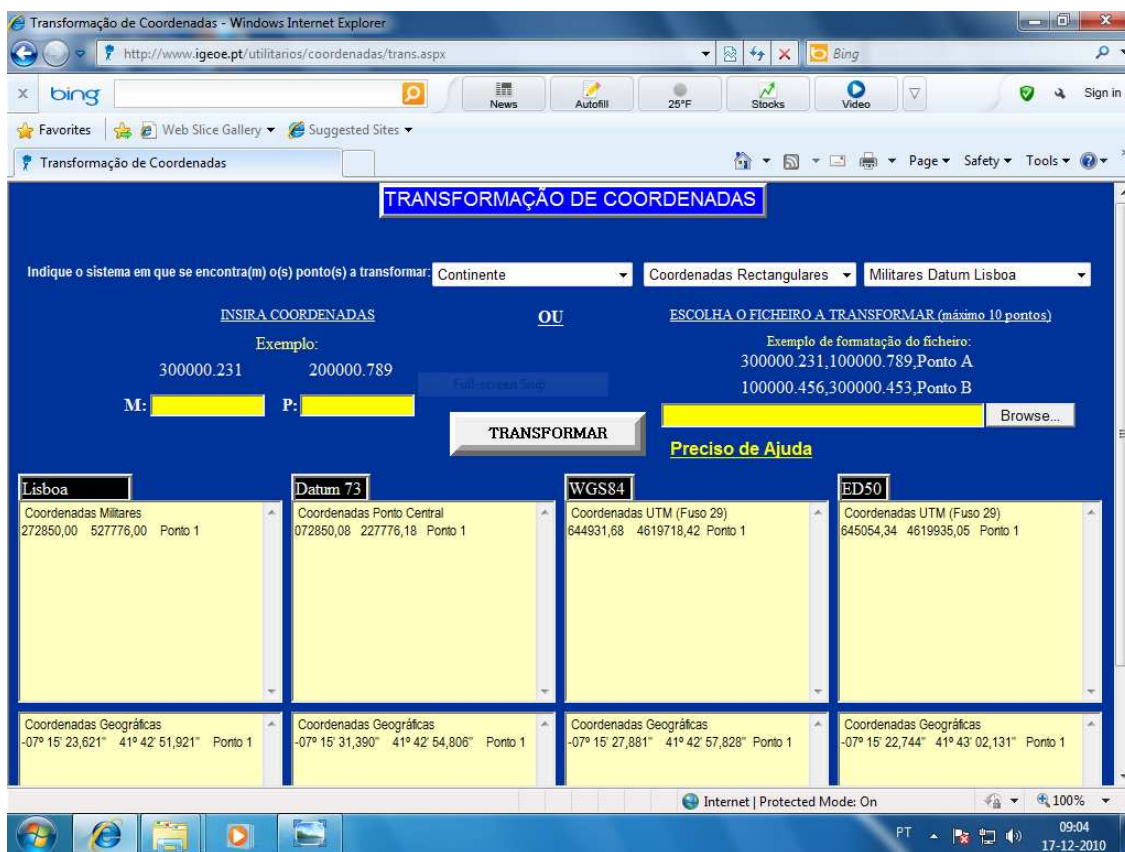 Transformação de Coordenadas - Windows Internet Explorer
http://www.igeoe.pt/utilitarios/coordenadas/trans.aspx
Bing
x bing
News
Autofill
25°F
Stocks
Video
Sign in
Favorites
Web Slice Gallery
Suggested Sites
Transformação de Coordenadas
Page
Safety
Tools
TRANSFORMAÇÃO DE COORDENADAS
Indique o sistema em que se encontra(m) o(s) ponto(s) a transformar: Continente
Coordenadas Rectangulares
Militares Datum Lisboa
INSIRA COORDENADAS
OU
ESCOLHA O FICHEIRO A TRANSFORMAR (máximo 10 pontos)
Exemplo:
300000.231 200000.789
Exemplo de formatação do ficheiro:
300000.231,100000.789,Ponto A
100000.456,300000.453,Ponto B
Full-screen Snip
M:
P:
Browse...
TRANSFORMAR
Preciso de Ajuda
Lisboa
Coordenadas Militares
272850,00 527776,00 Ponto 1
Datum 73
Coordenadas Ponto Central
072850,08 227776,18 Ponto 1
WGS84
Coordenadas UTM (Fuso 29)
644931,68 4619718,42 Ponto 1
ED50
Coordenadas UTM (Fuso 29)
645054,34 4619935,05 Ponto 1
Coordenadas Geográficas
-07º 15' 23,621" 41º 42' 51,921" Ponto 1
Coordenadas Geográficas
-07º 15' 31,390" 41º 42' 54,806" Ponto 1
Coordenadas Geográficas
-07º 15' 27,881" 41º 42' 57,828" Ponto 1
Coordenadas Geográficas
-07º 15' 22,744" 41º 43' 02,131" Ponto 1
Internet | Protected Mode: On
100%
PT
09:04
17-12-2010